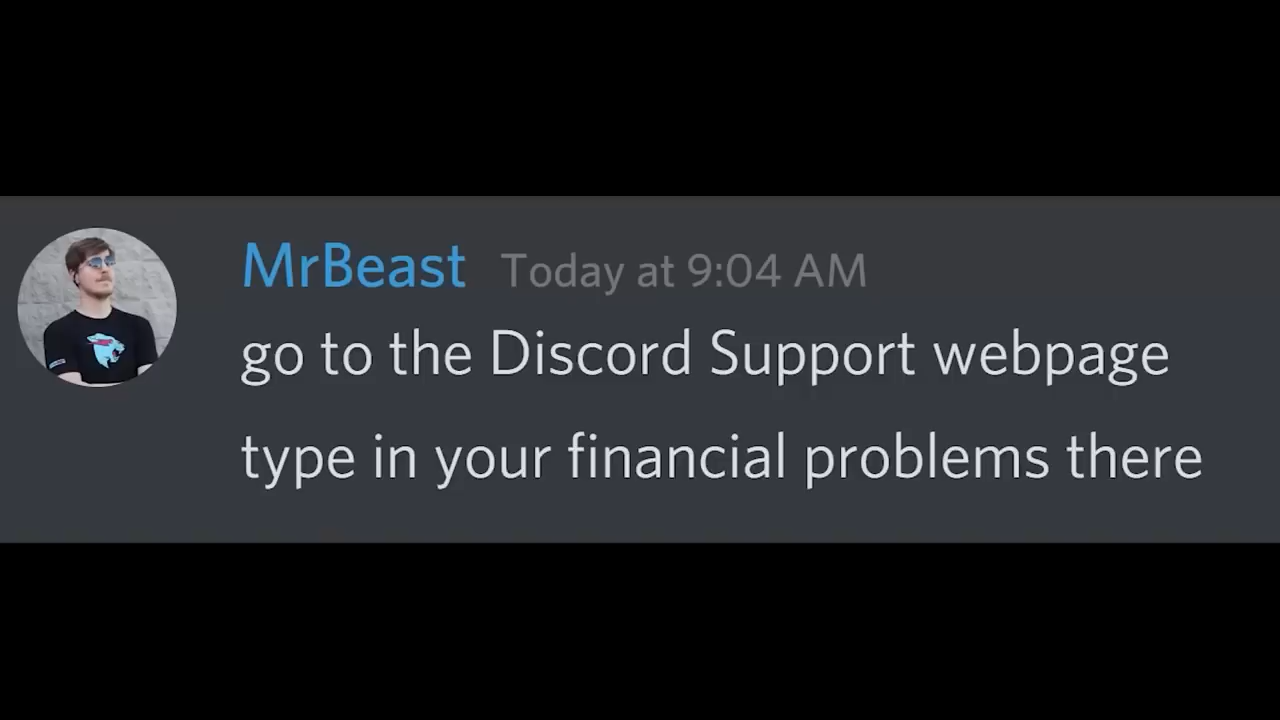 MrBeast Today at 9:04 AM
go to the Discord Support webpage
type in your financial problems there